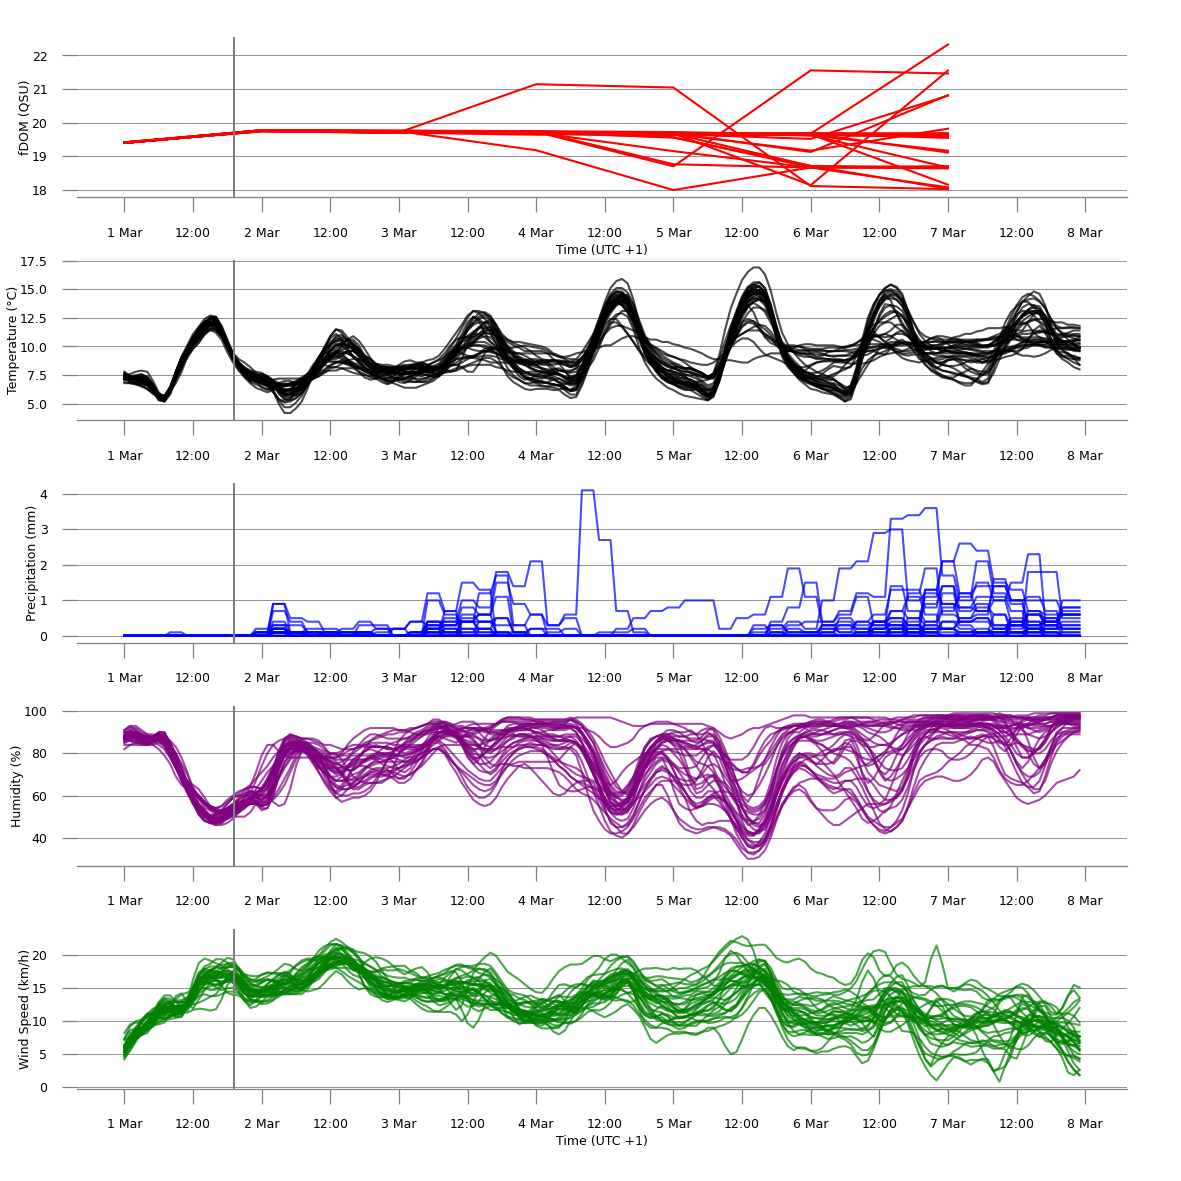 22
21
20
19
18
fDOM (QSU)
1 Mar 12:00 2 Mar 12:00 3 Mar 12:00 4 Mar 12:00 5 Mar 12:00 6 Mar 12:00 7 Mar 12:00 8 Mar
Time (UTC +1)
17.5
15.0
12.5
10.0
7.5
5.0
Temperature (°C)
1 Mar 12:00 2 Mar 12:00 3 Mar 12:00 4 Mar 12:00 5 Mar 12:00 6 Mar 12:00 7 Mar 12:00 8 Mar
4
3
2
1
0
Precipitation (mm)
1 Mar 12:00 2 Mar 12:00 3 Mar 12:00 4 Mar 12:00 5 Mar 12:00 6 Mar 12:00 7 Mar 12:00 8 Mar
100
80
60
40
Humidity (%)
1 Mar 12:00 2 Mar 12:00 3 Mar 12:00 4 Mar 12:00 5 Mar 12:00 6 Mar 12:00 7 Mar 12:00 8 Mar
20
15
10
5
0
Wind Speed (km/h)
1 Mar 12:00 2 Mar 12:00 3 Mar 12:00 4 Mar 12:00 5 Mar 12:00 6 Mar 12:00 7 Mar 12:00 8 Mar
Time (UTC +1)